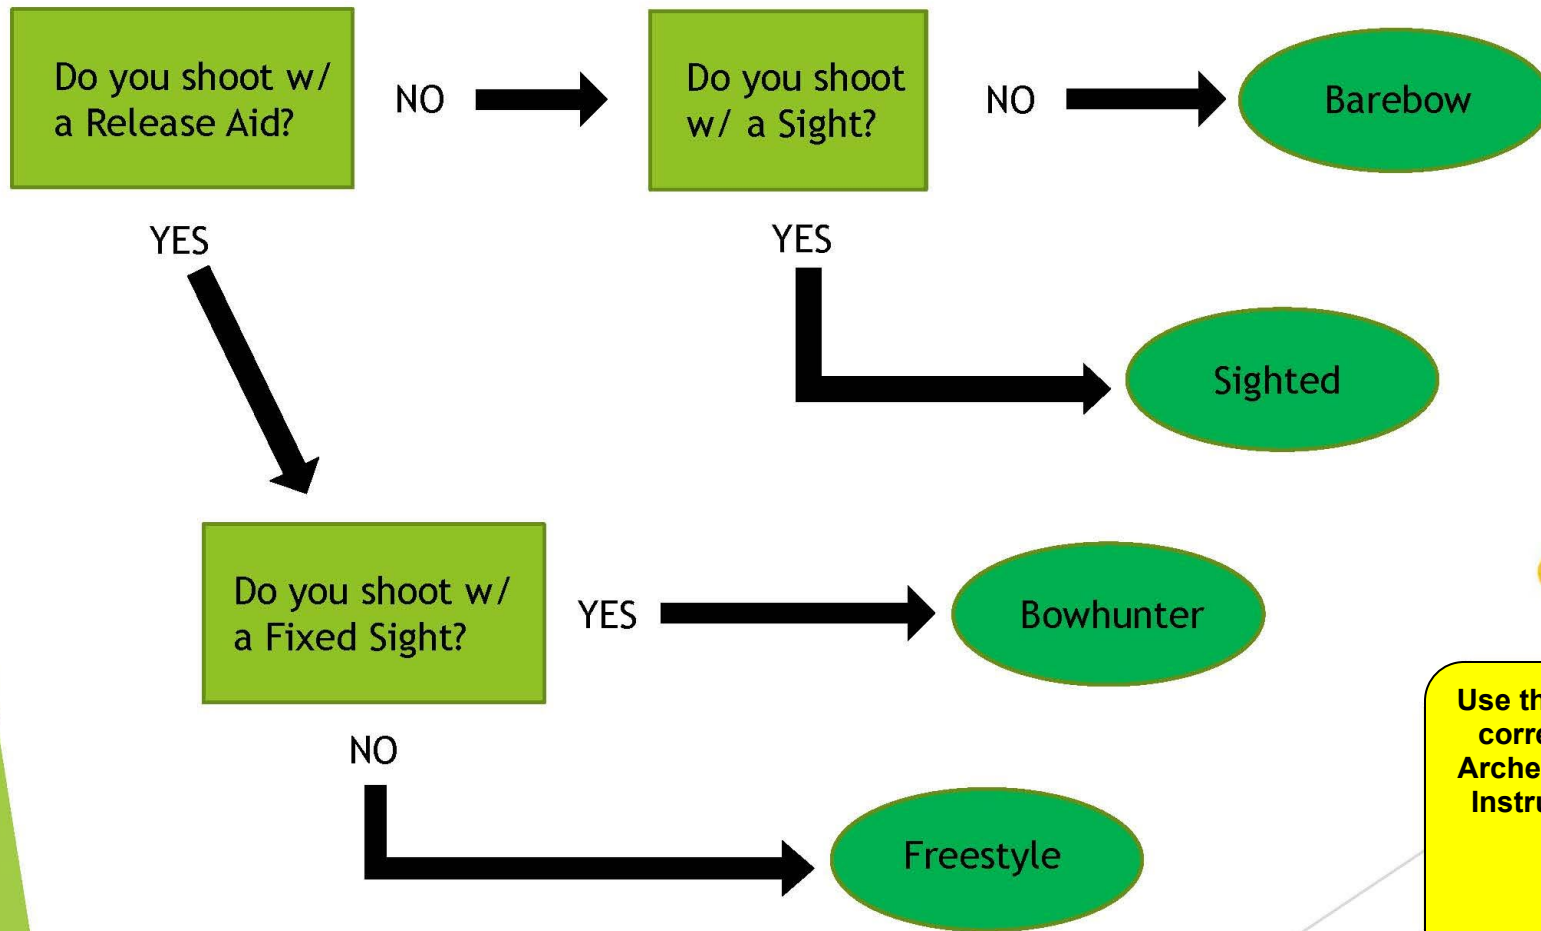 Do you shoot w/
a Release Aid?
NO
Do you shoot
w/ a Sight?
NO
Barebow
YES
YES
Sighted
Do you shoot w/
a Fixed Sight?
YES
Bowhunter
NO
Freestyle
Use